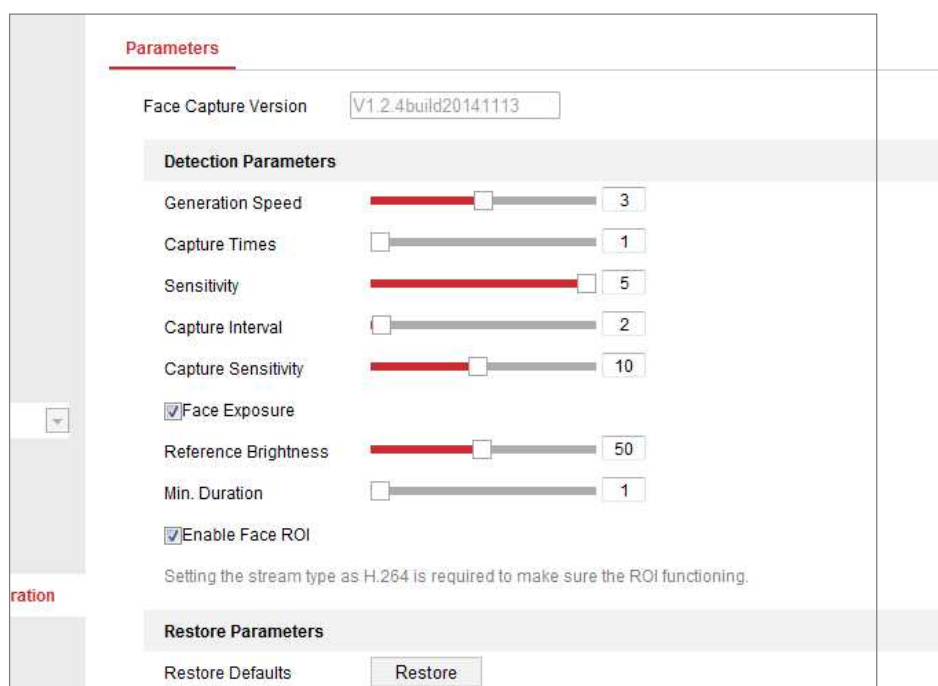 Parameters
Face Capture Version V1.2.4build20141113
Detection Parameters
Generation Speed 3
Capture Times 1
Sensitivity 5
Capture Interval 2
Capture Sensitivity 10
Face Exposure
Reference Brightness 50
Min. Duration 1
Enable Face ROI
Setting the stream type as H.264 is required to make sure the ROI functioning.
ration
Restore Parameters
Restore Defaults Restore